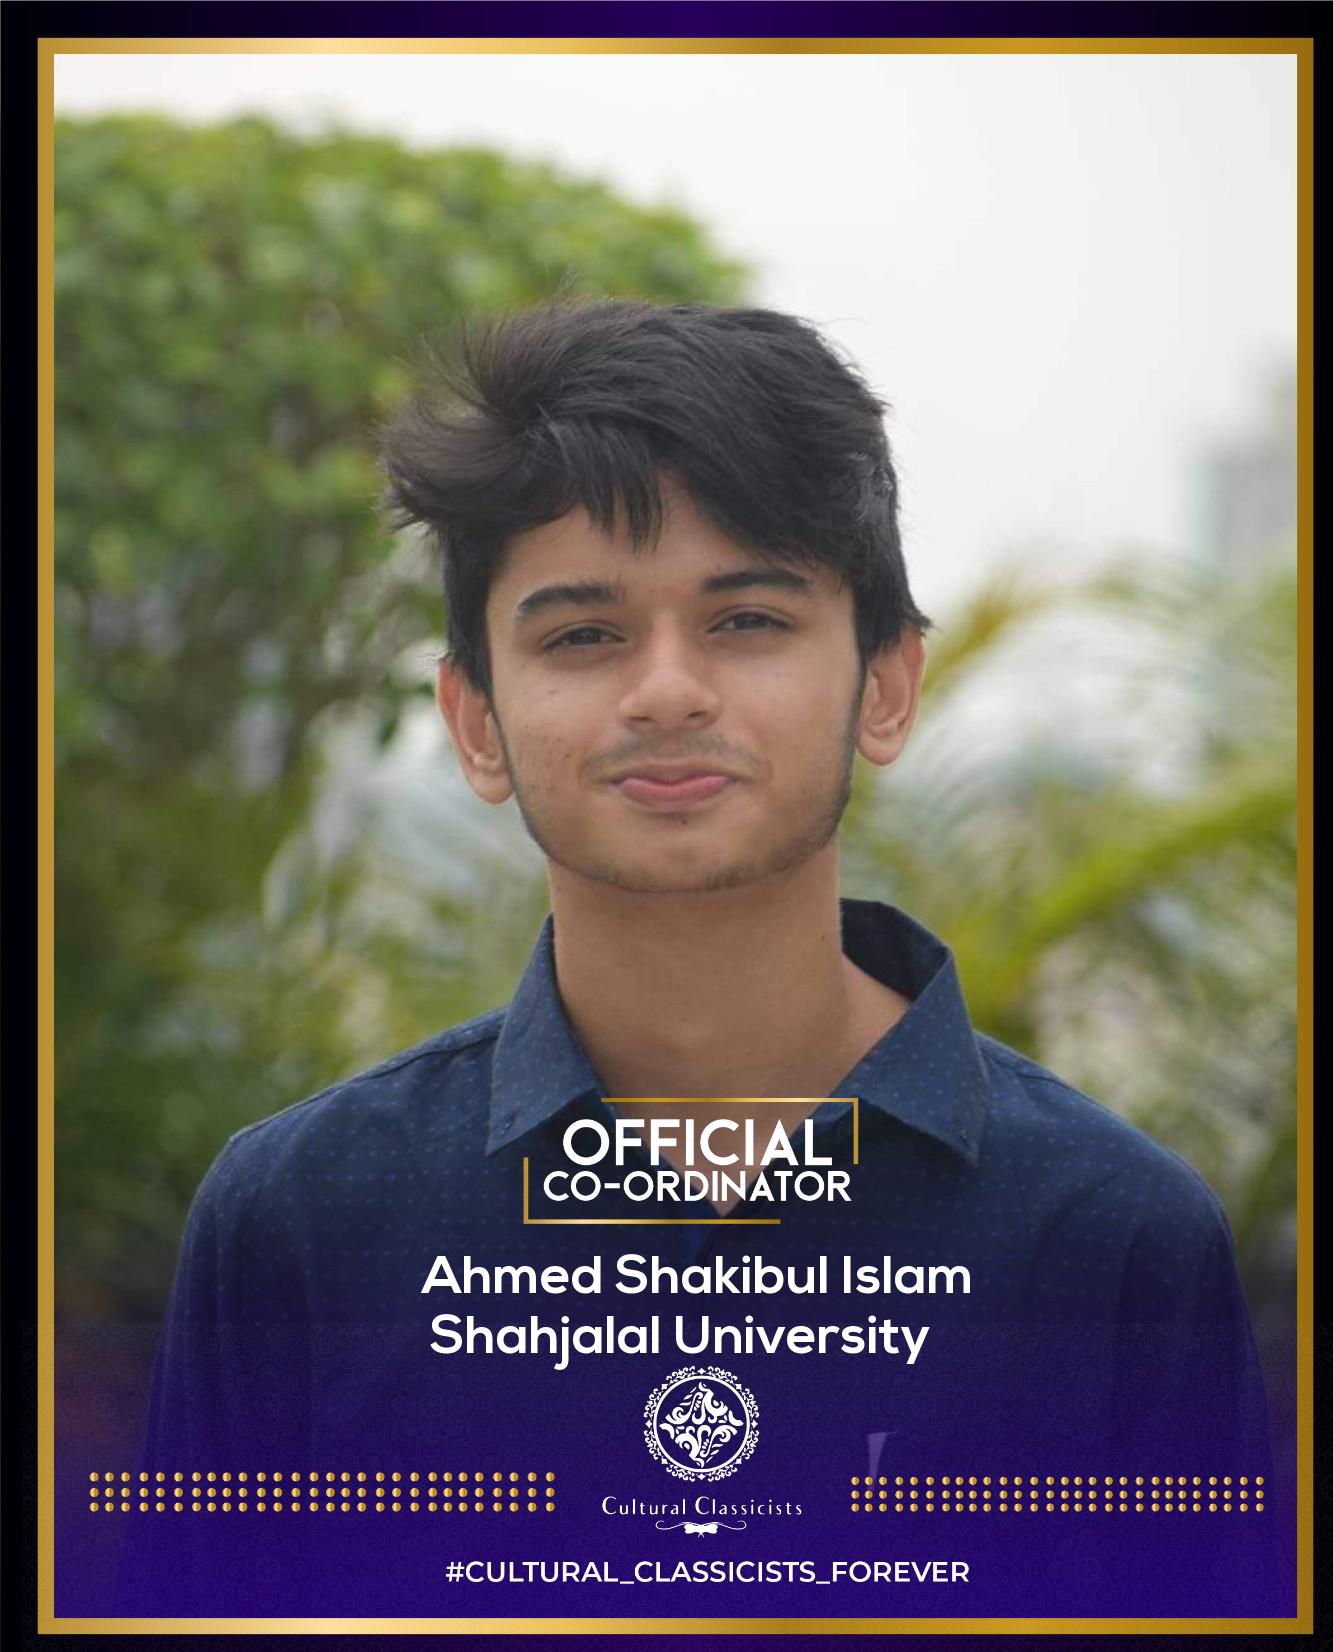 OFFICIAL
CO-ORDINATOR
Ahmed Shakibul Islam
Shahjalal University
Cultural Classicists
#CULTURAL_CLASSICISTS_FOREVER